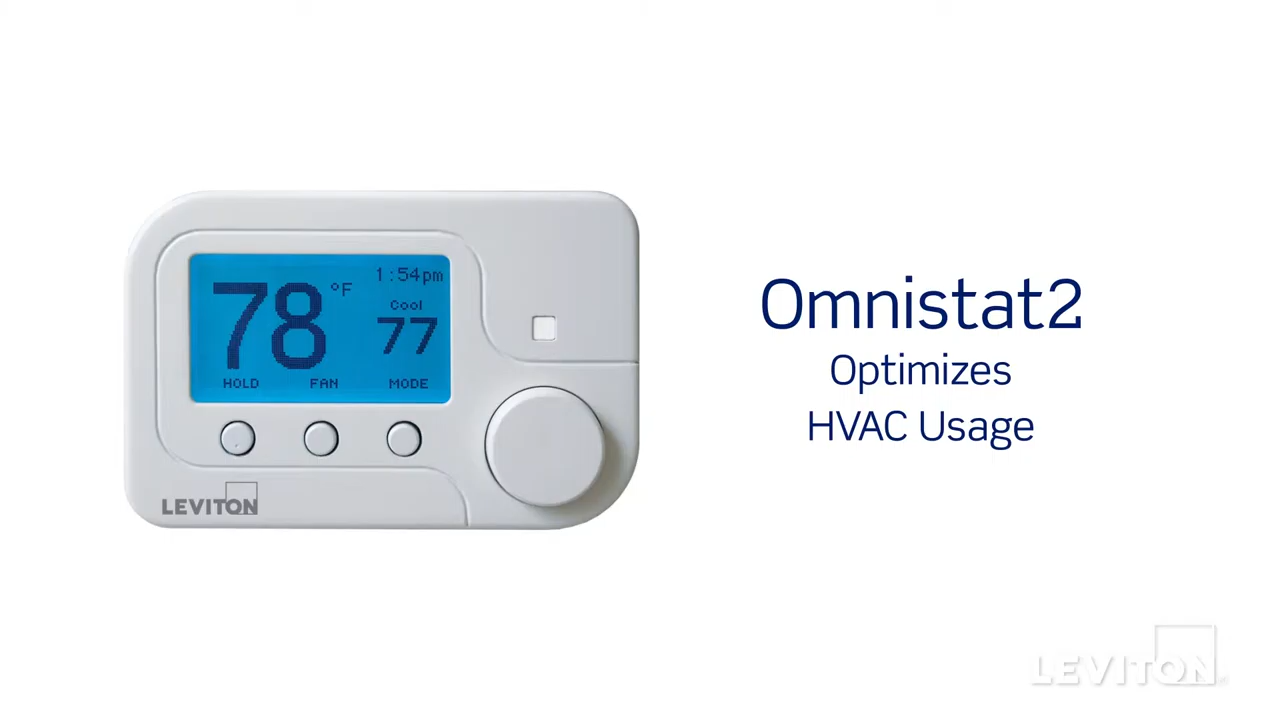 78 °F
1:54pm
Cool
77
HOLD FAN MODE
LEVITON
Omnistat2
Optimizes
HVAC Usage
LEVITON